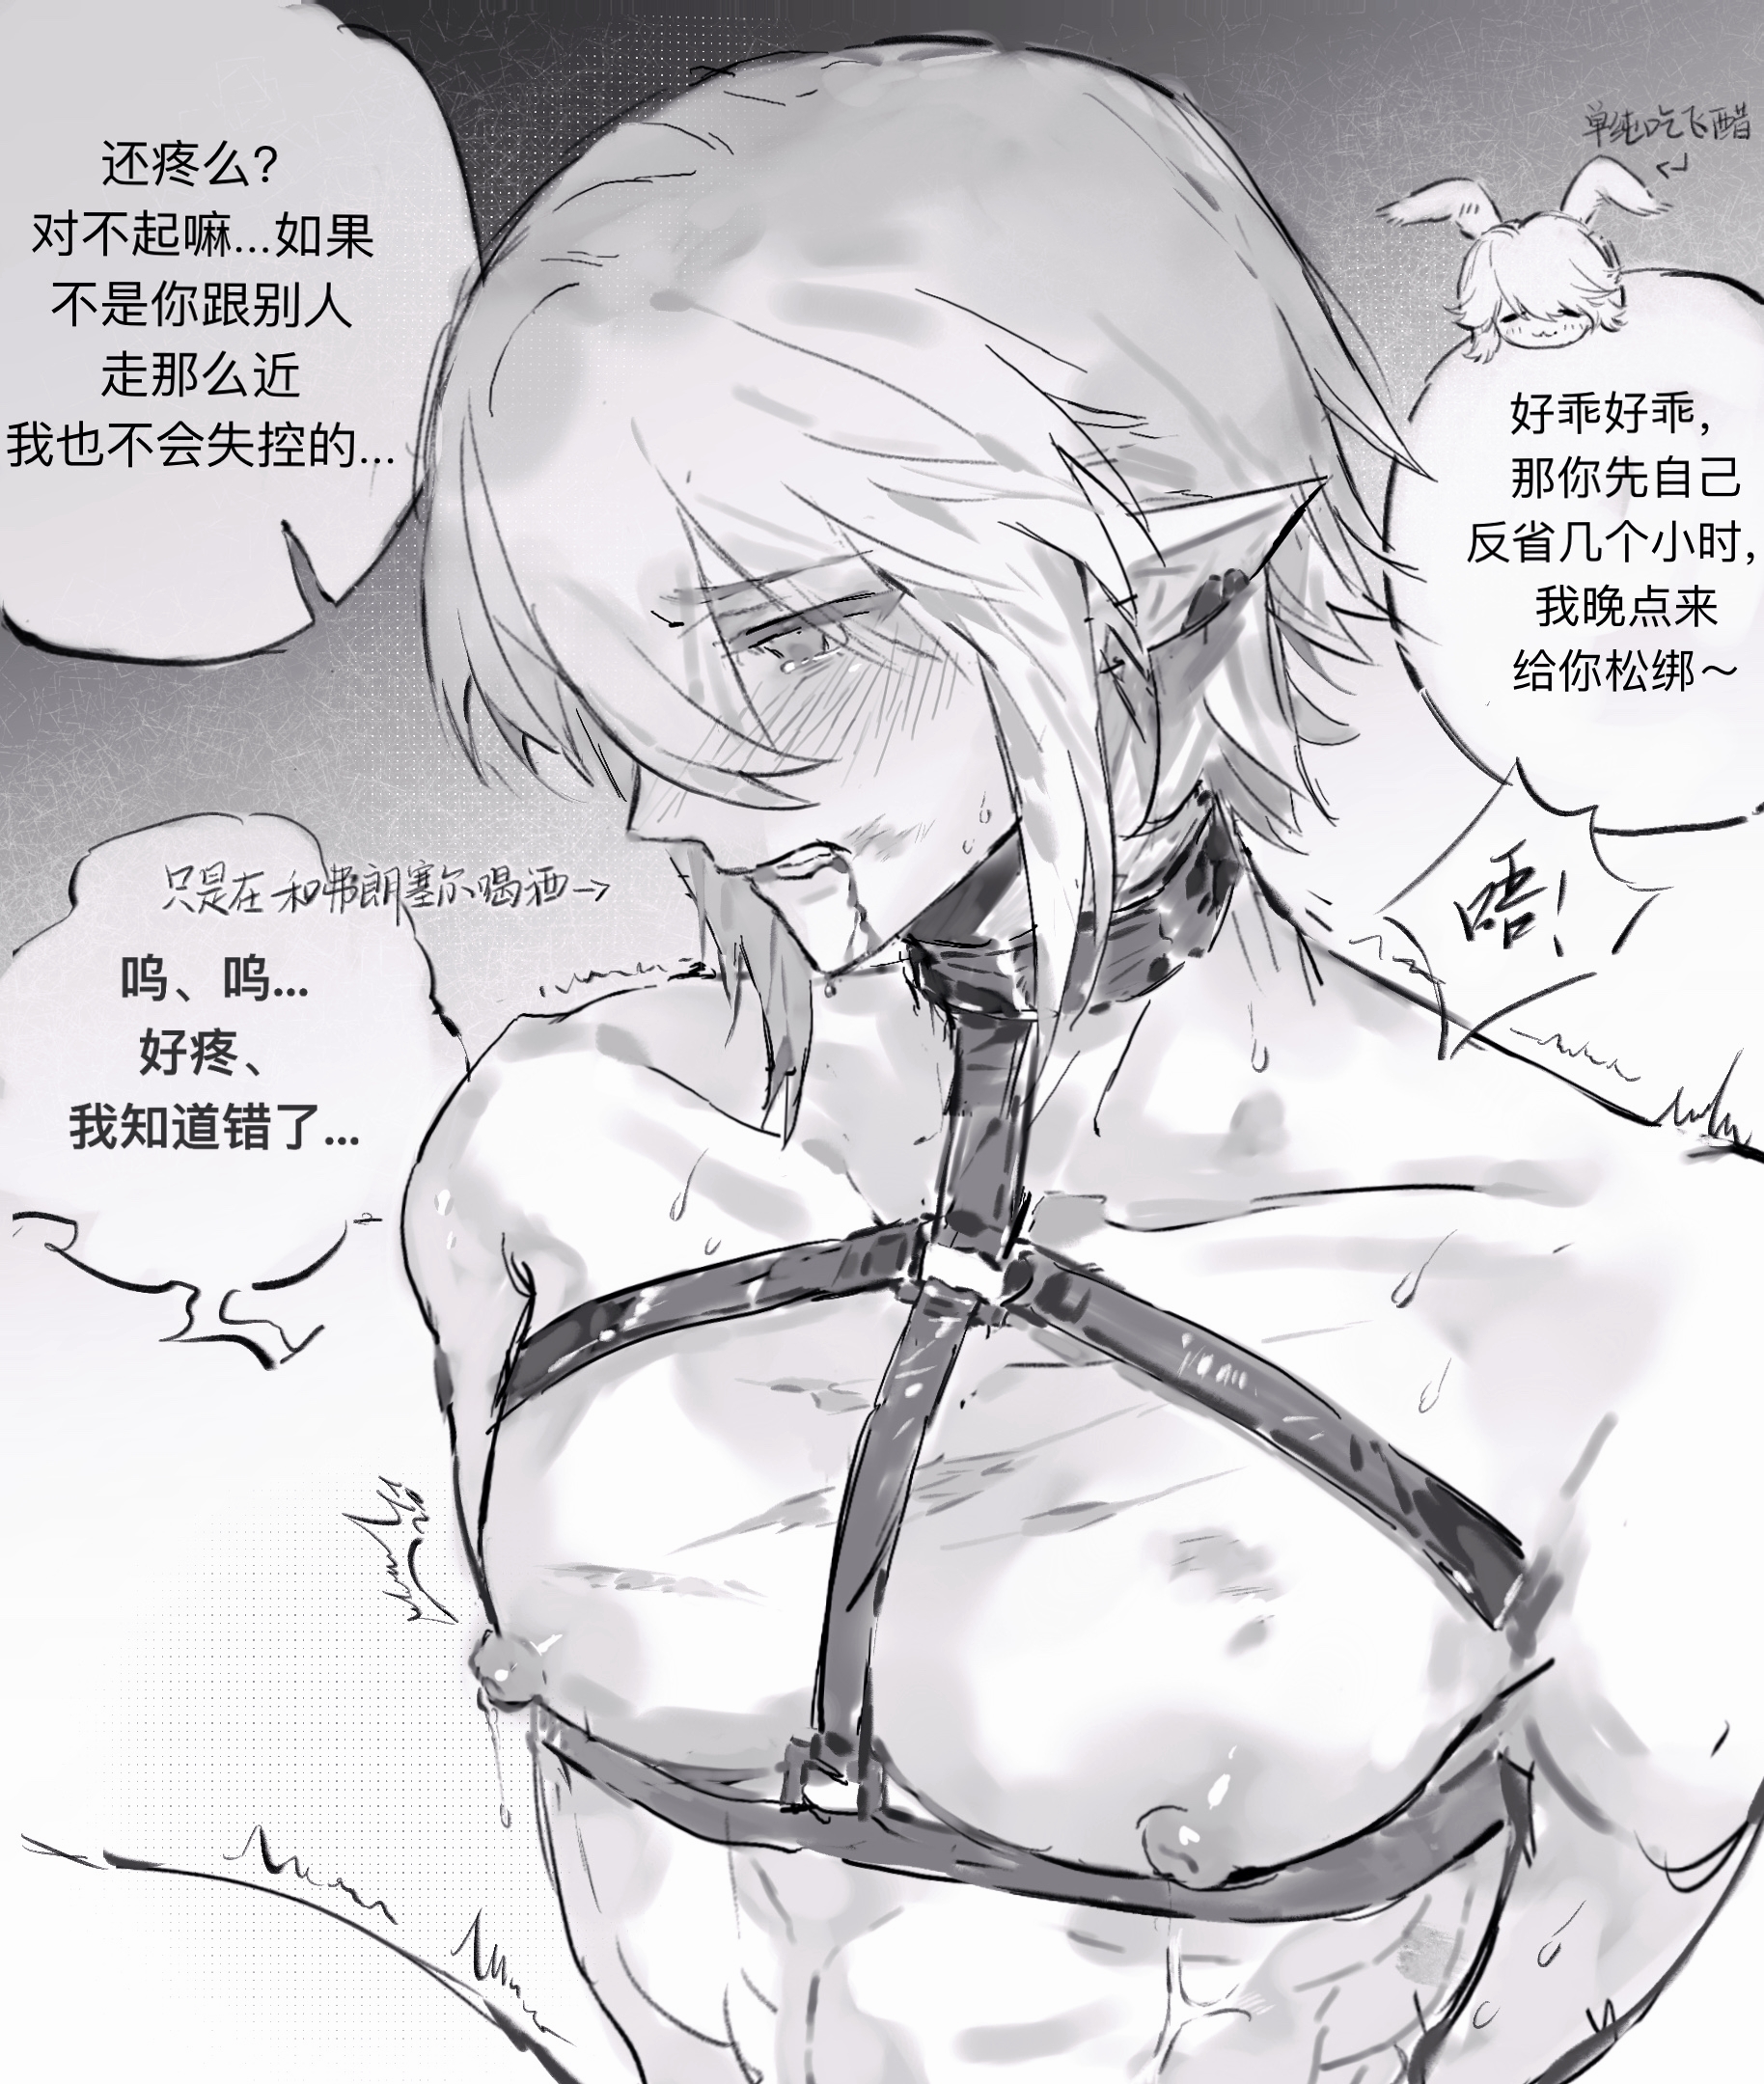 还疼么?
对不起嘛...如果
不是你跟别人
走那么近
我也不会失控的...
单纯吃飞醋
好乖好乖，
那你先自己
反省几个小时，
我晚点来
给你松绑～
唔！
只是在和弗朗塞尔喝酒→
呜、呜...
好疼、
我知道错了...